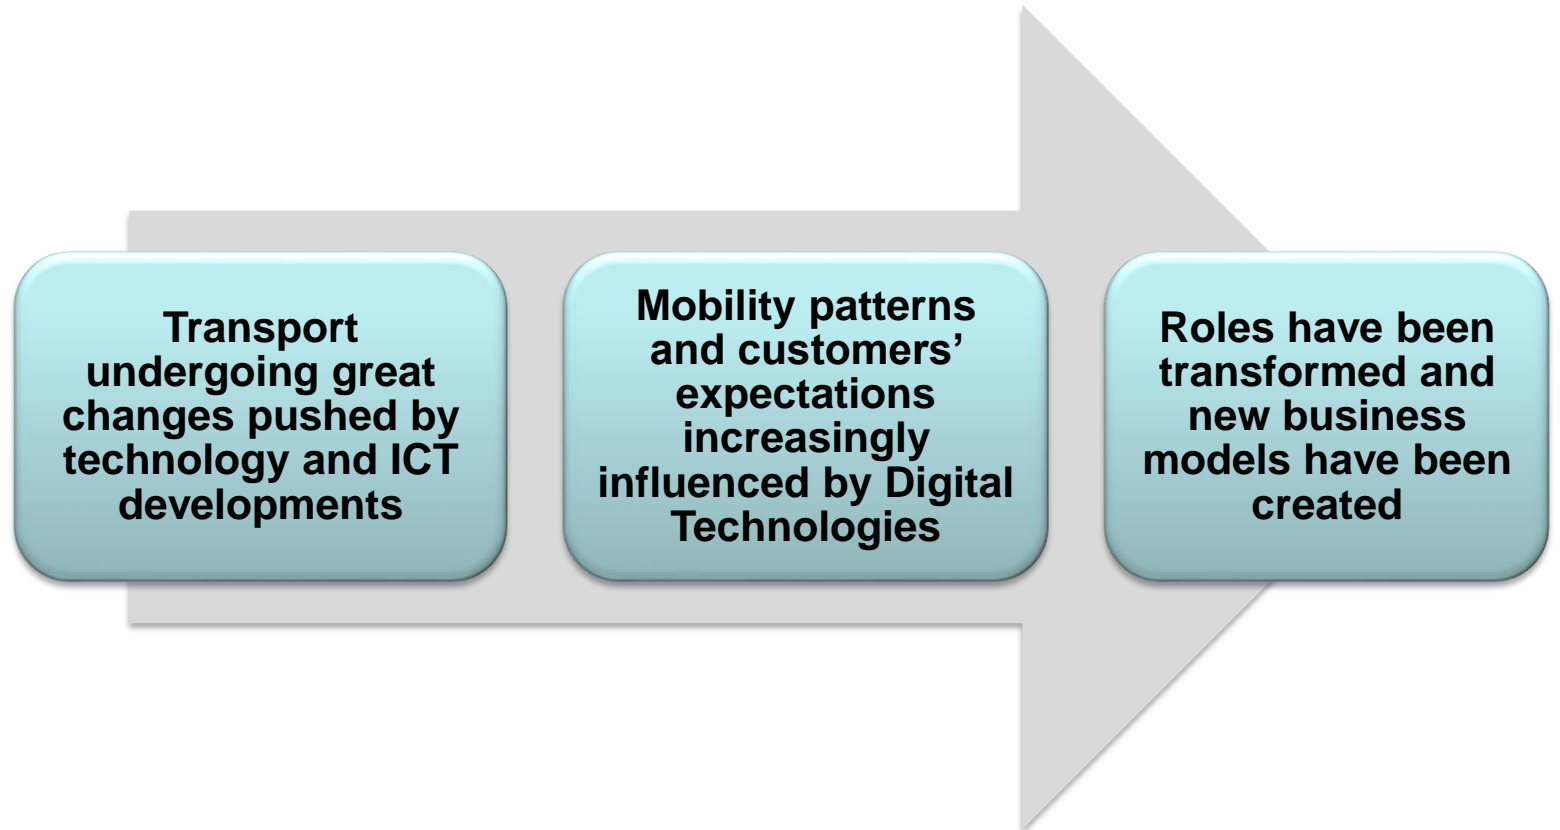 Transport
undergoing great
changes pushed by
technology and ICT
developments
Mobility patterns
and customers’
expectations
increasingly
influenced by Digital
Technologies
Roles have been
transformed and
new business
models have been
created